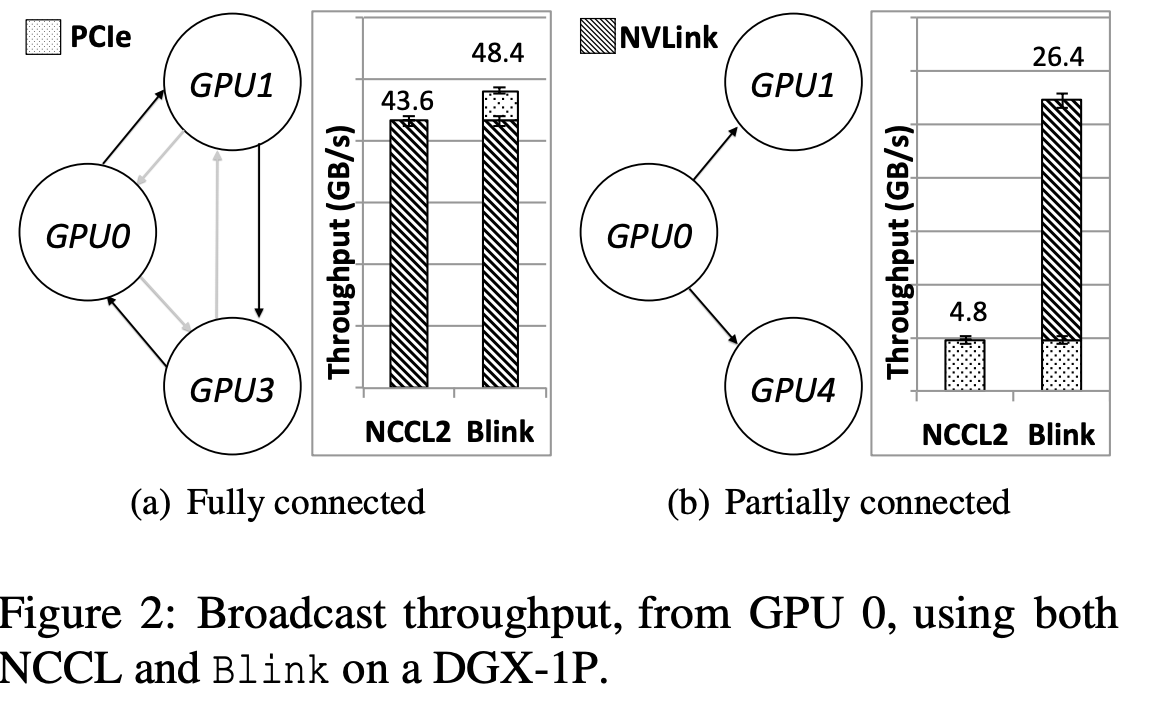 PCIe
GPU1
GPU0
GPU3
Throughput (GB/s)
43.6
48.4
NCCL2 Blink
(a) Fully connected
NVLink
GPU1
GPU0
GPU4
Throughput (GB/s)
4.8
26.4
NCCL2 Blink
(b) Partially connected
Figure 2: Broadcast throughput, from GPU 0, using both
NCCL and Blink on a DGX-1P.